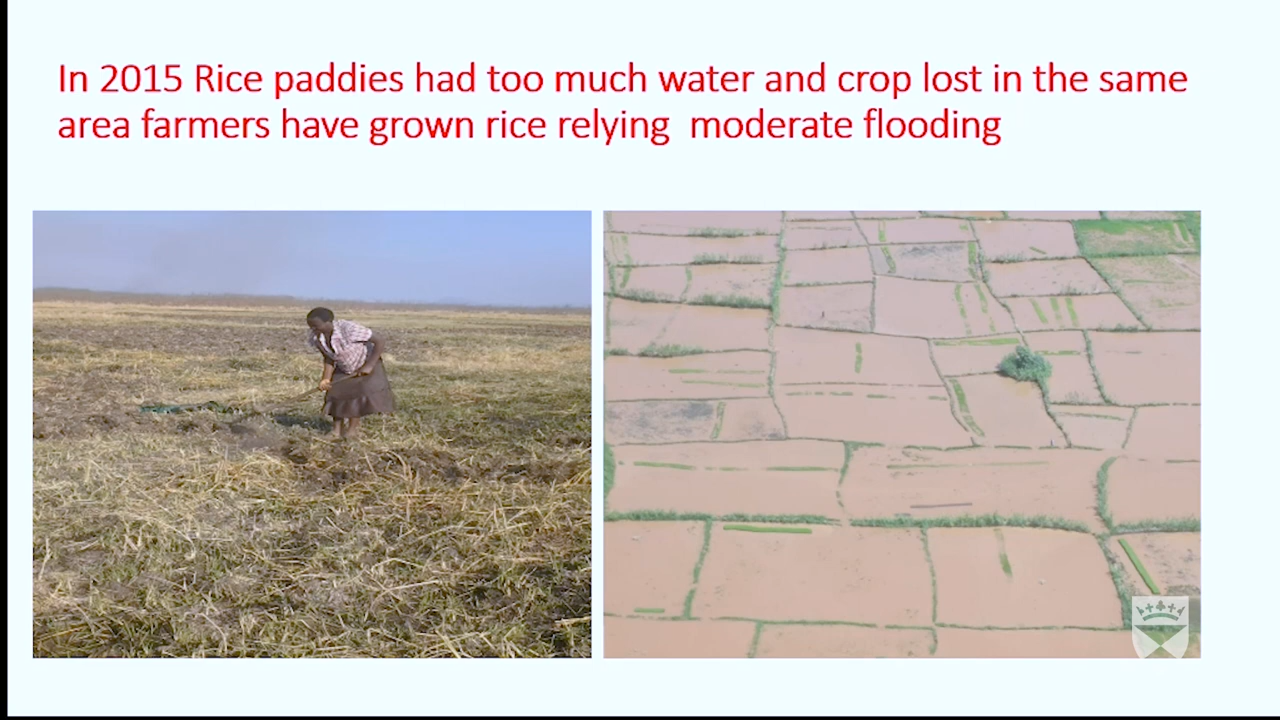 In 2015 Rice paddies had too much water and crop lost in the same
area farmers have grown rice relying  moderate flooding